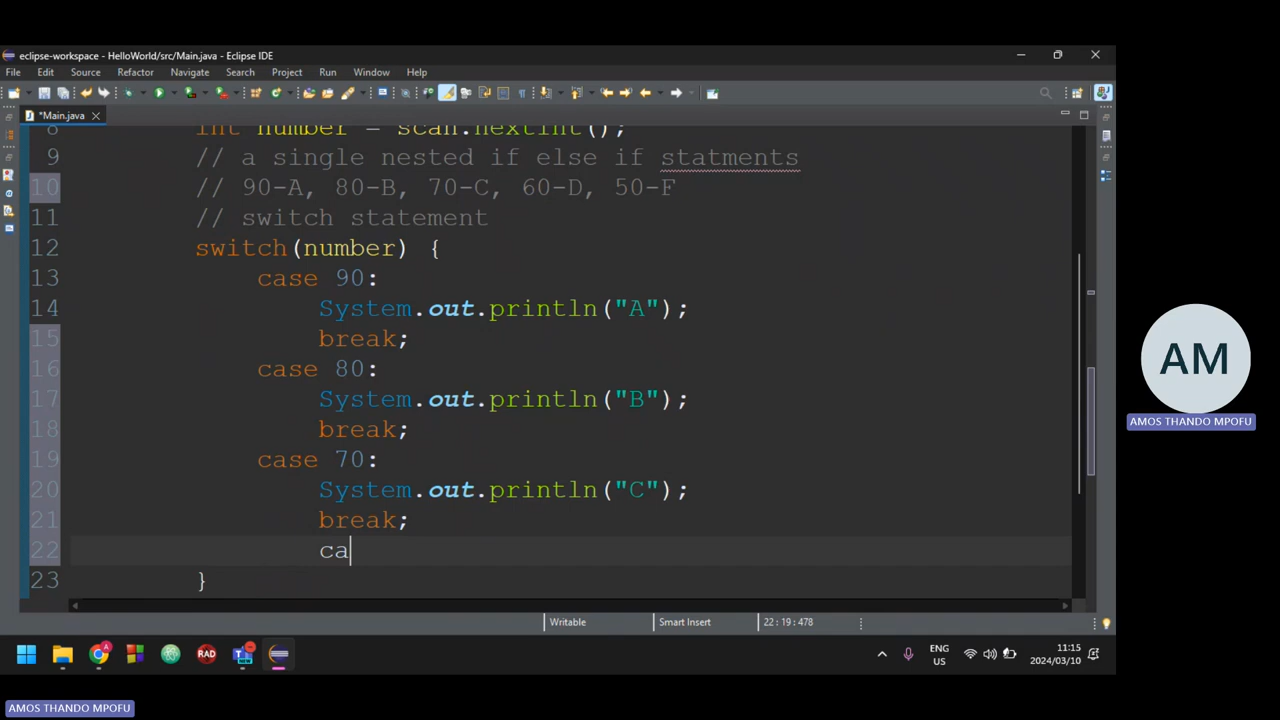 eclipse-workspace - HelloWorld/src/Main.java - Eclipse IDE
File Edit Source Refactor Navigate Search Project Run Window Help
*Main.java
8 int number = scan.nextInt();
9 // a single nested if else if statments
10 // 90-A, 80-B, 70-C, 60-D, 50-F
11 // switch statement
12 switch(number) {
13 case 90:
14 System.out.println("A");
15 break;
16 case 80:
17 System.out.println("B");
18 break;
19 case 70:
20 System.out.println("C");
21 break;
22 ca
23 }
Writable Smart Insert 22 : 19 : 478
RAD
ENG
US
11:15
2024/03/10
AM
AMOS THANDO MPOFU
AMOS THANDO MPOFU